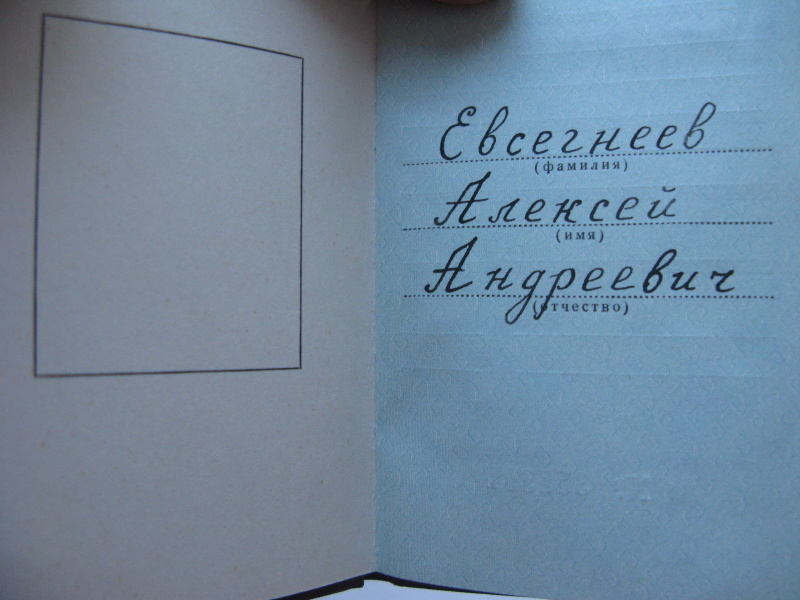 Евсегнеев
(фамилия)
Алексей
(имя)
Андреевич
(отчество)